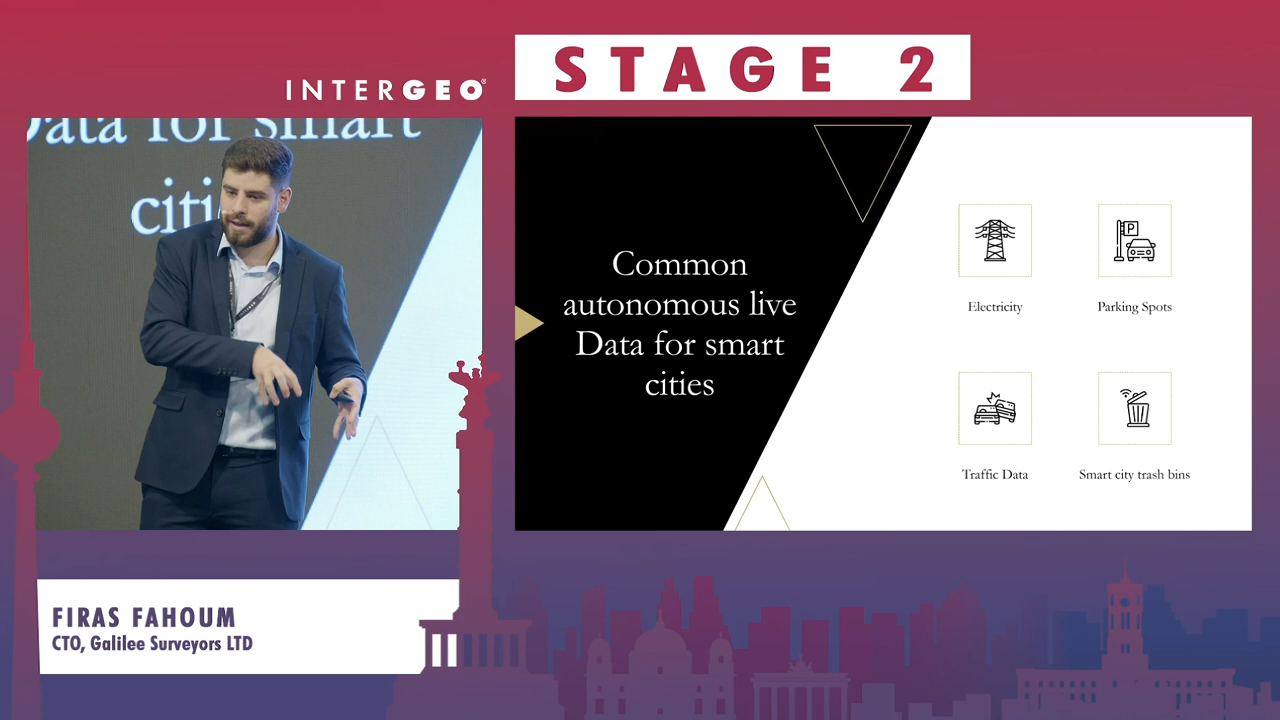 INTERGEO®
STAGE 2
Data for smart
citi
Common
autonomous live
Data for smart
cities
Electricity
P
Parking Spots
Traffic Data
Smart city trash bins
FIRAS FAHOUM
CTO, Galilee Surveyors LTD